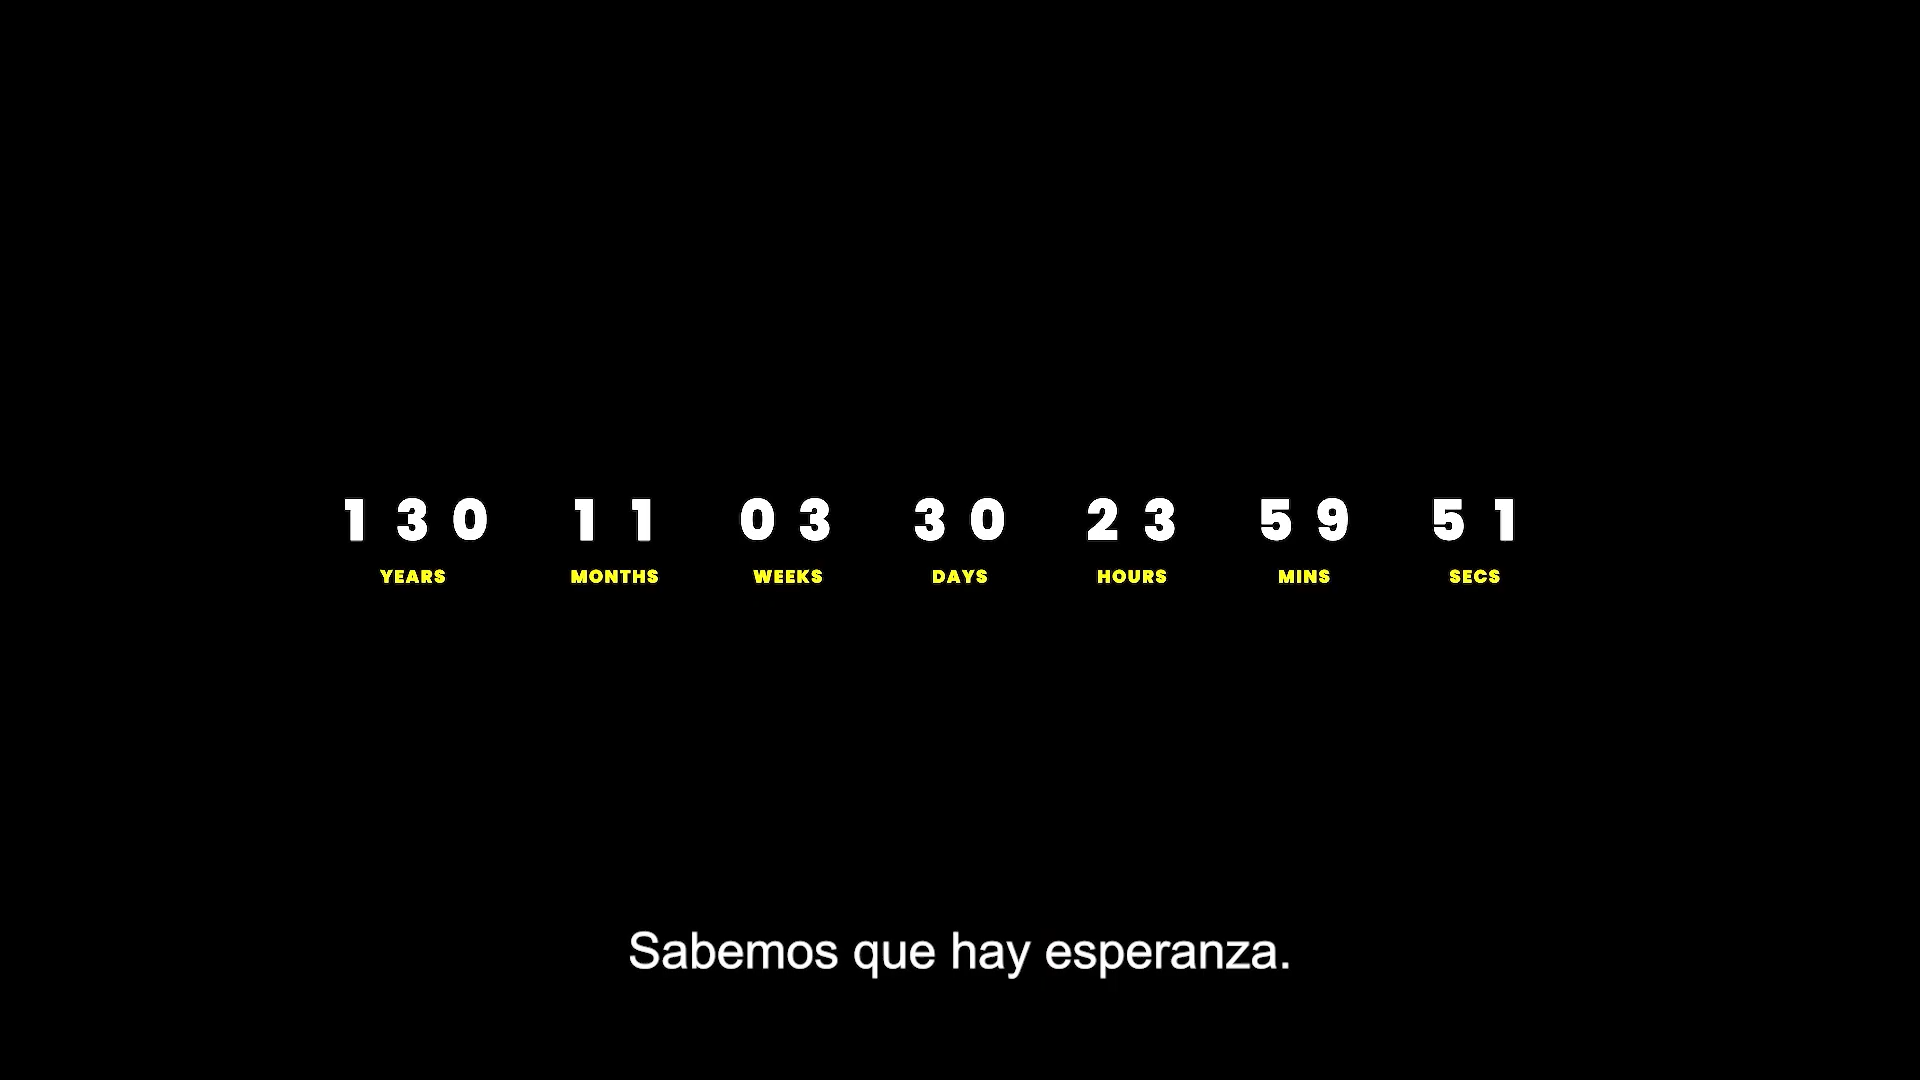 130 11 03 30 23 59 51
YEARS MONTHS WEEKS DAYS HOURS MINS SECS
Sabemos que hay esperanza.